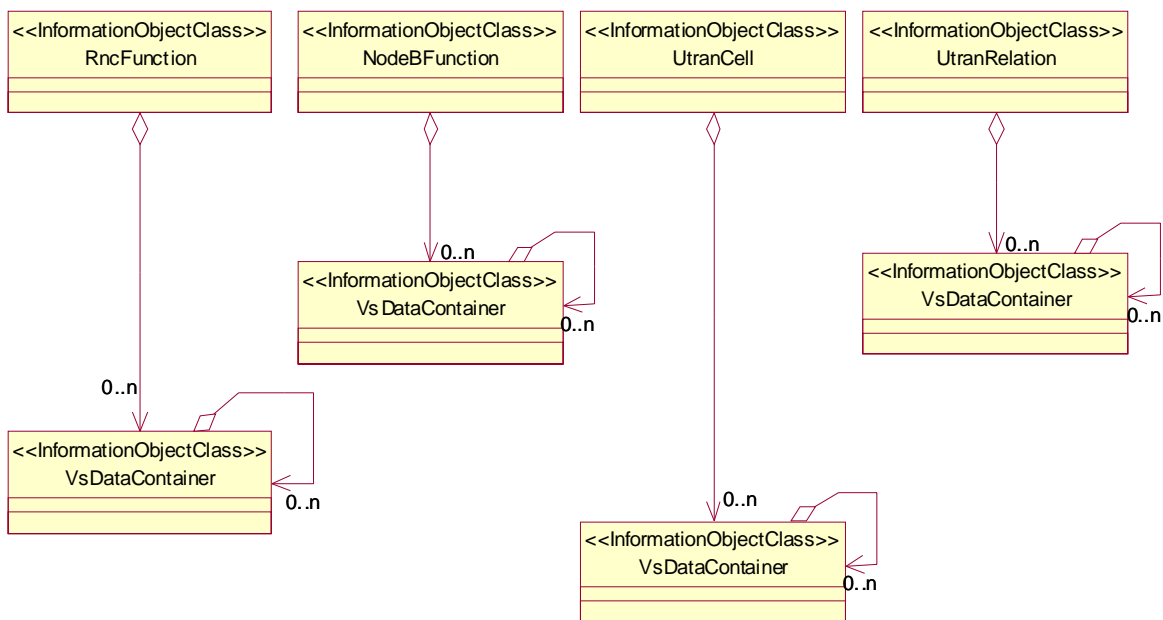 <<InformationObjectClass>>
RncFunction
<<InformationObjectClass>>
NodeBFunction
<<InformationObjectClass>>
UtranCell
<<InformationObjectClass>>
UtranRelation
0..n
<<InformationObjectClass>>
VsDataContainer
0..n
0..n
<<InformationObjectClass>>
VsDataContainer
0..n
0..n
<<InformationObjectClass>>
VsDataContainer
0..n
0..n
<<InformationObjectClass>>
VsDataContainer
0..n